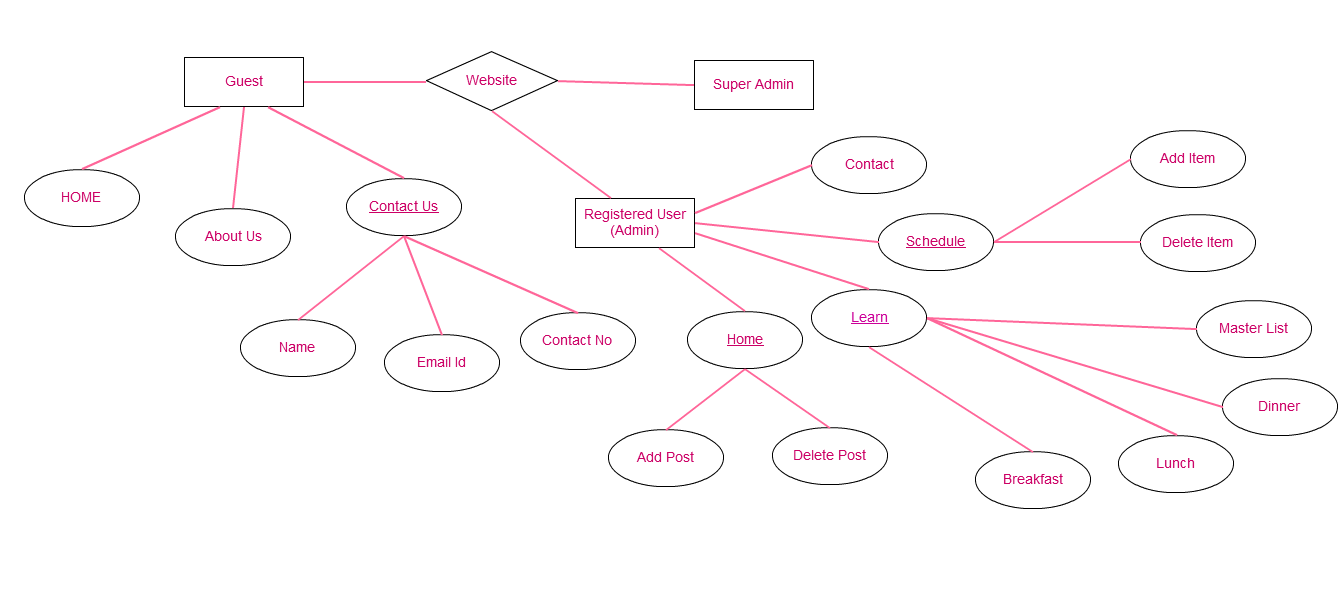 Guest
Website
Super Admin
HOME
About Us
Contact Us
Registered User
(Admin)
Contact
Add Item
Schedule
Delete Item
Name
Email Id
Contact No
Home
Learn
Master List
Dinner
Add Post
Delete Post
Breakfast
Lunch